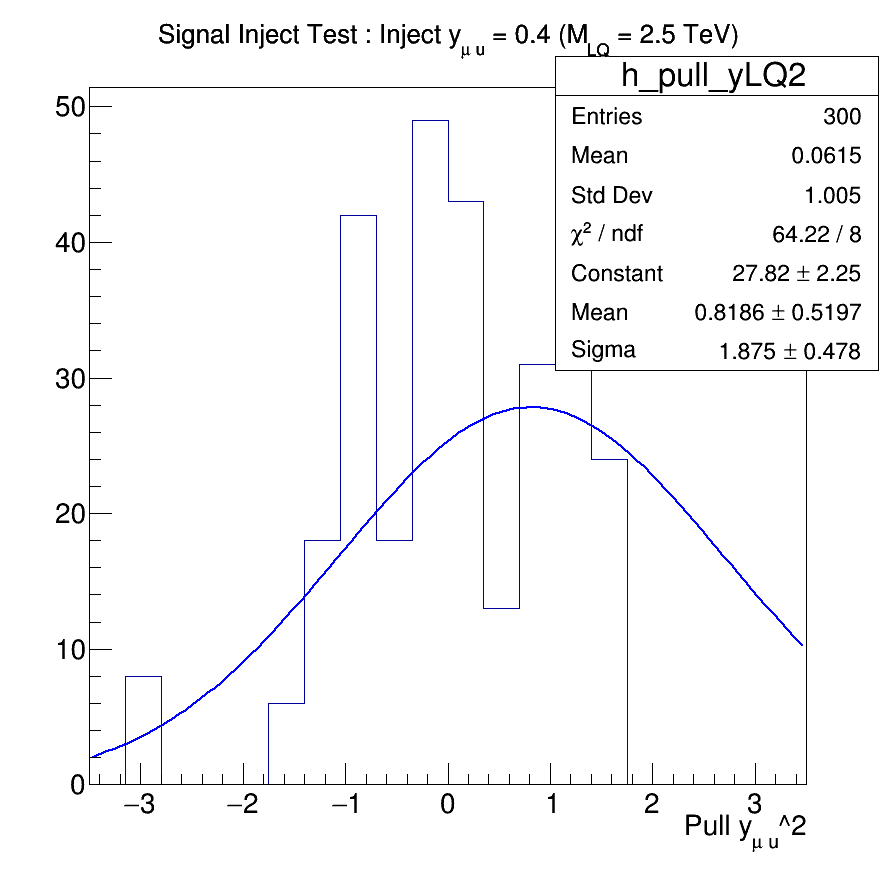 Signal Inject Test : Inject y_μ u = 0.4 (M_LQ = 2.5 TeV)
h_pull_yLQ2
Entries 300
Mean 0.0615
Std Dev 1.005
χ² / ndf 64.22 / 8
Constant 27.82 ± 2.25
Mean 0.8186 ± 0.5197
Sigma 1.875 ± 0.478
50
40
30
20
10
0
−3 −2 −1 0 1 2 3
Pull y_μ u^2